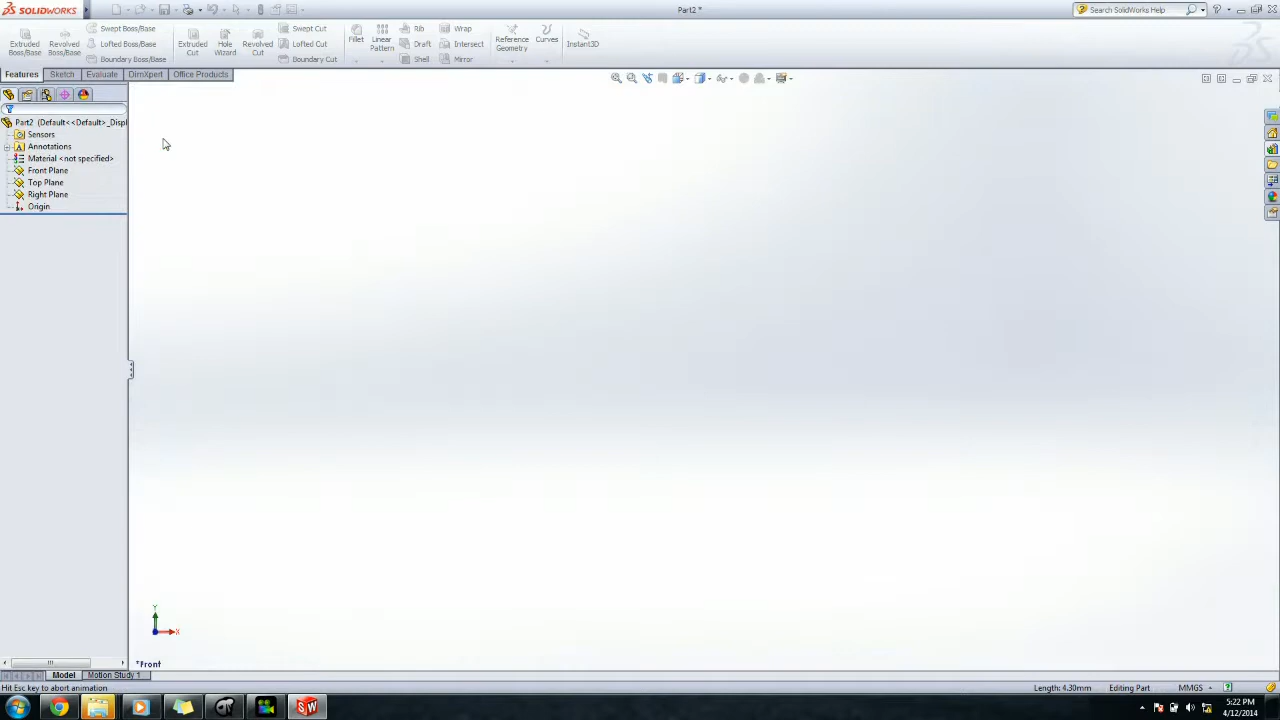 SOLIDWORKS
Part2 *
Search SolidWorks Help
Extruded Boss/Base
Revolved Boss/Base
Swept Boss/Base
Lofted Boss/Base
Boundary Boss/Base
Extruded Cut
Hole Wizard
Revolved Cut
Swept Cut
Lofted Cut
Boundary Cut
Fillet
Linear Pattern
Rib
Draft
Shell
Wrap
Intersect
Mirror
Reference Geometry
Curves
Instant3D
Features
Sketch
Evaluate
DimXpert
Office Products
Part2 (Default<<Default>_Displ
Sensors
Annotations
Material <not specified>
Front Plane
Top Plane
Right Plane
Origin
Y
X
*Front
Model
Motion Study 1
Hit Esc key to abort animation
Length: 4.30mm
Editing Part
MMGS
5:22 PM
4/12/2014